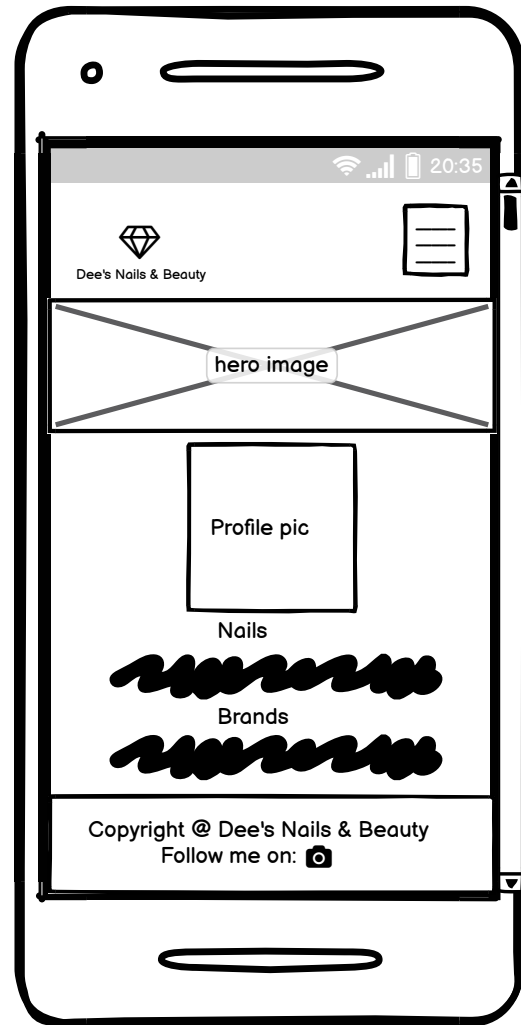 20:35
Dee's Nails & Beauty
hero image
Profile pic
Nails
Brands
Copyright @ Dee's Nails & Beauty
Follow me on: